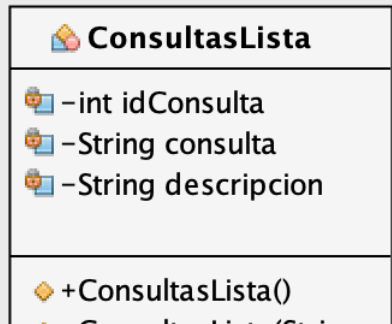 ConsultasLista
-int idConsulta
-String consulta
-String descripcion
+ConsultasLista()